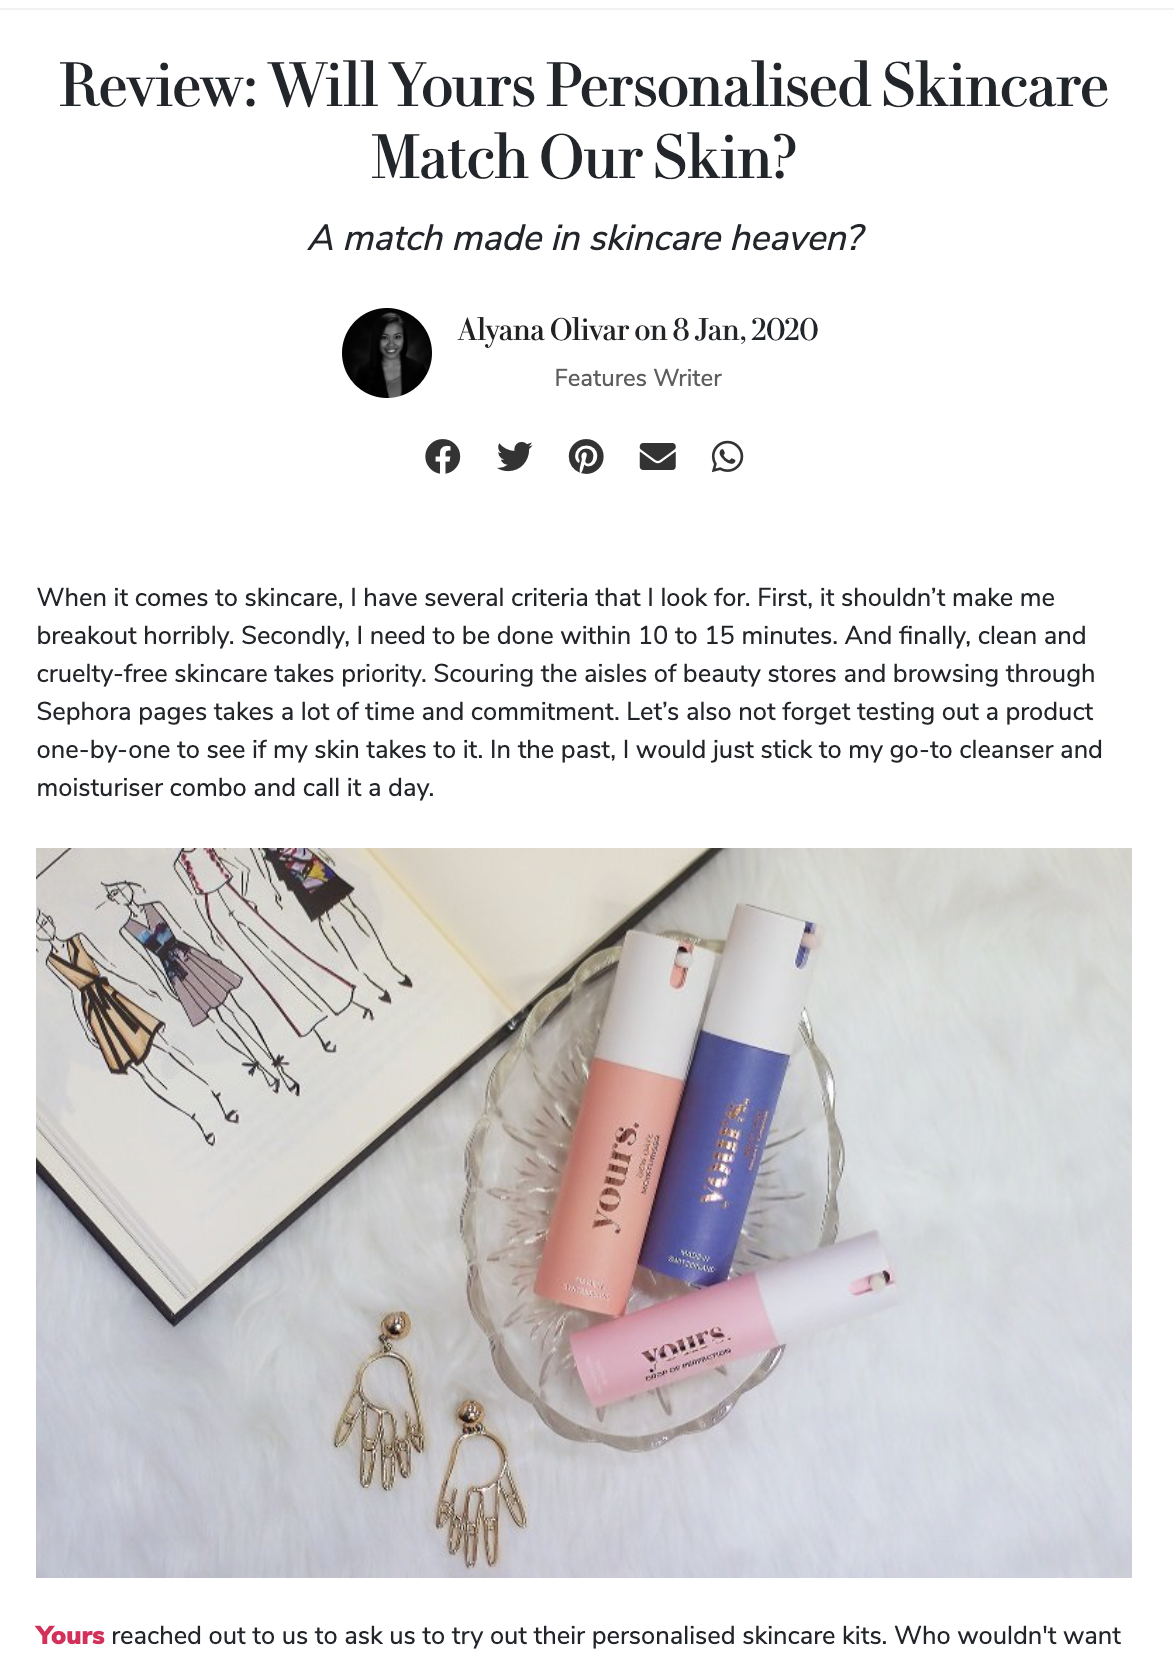 Review: Will Yours Personalised Skincare
Match Our Skin?
A match made in skincare heaven?
Alyana Olivar on 8 Jan, 2020
Features Writer
When it comes to skincare, I have several criteria that I look for. First, it shouldn’t make me
breakout horribly. Secondly, I need to be done within 10 to 15 minutes. And finally, clean and
cruelty-free skincare takes priority. Scouring the aisles of beauty stores and browsing through
Sephora pages takes a lot of time and commitment. Let’s also not forget testing out a product
one-by-one to see if my skin takes to it. In the past, I would just stick to my go-to cleanser and
moisturiser combo and call it a day.
yours.
MOISTURISER
yours.
MADE IN
SWITZERLAND
yours.
DROP OF PERFECTION
Yours reached out to us to ask us to try out their personalised skincare kits. Who wouldn't want